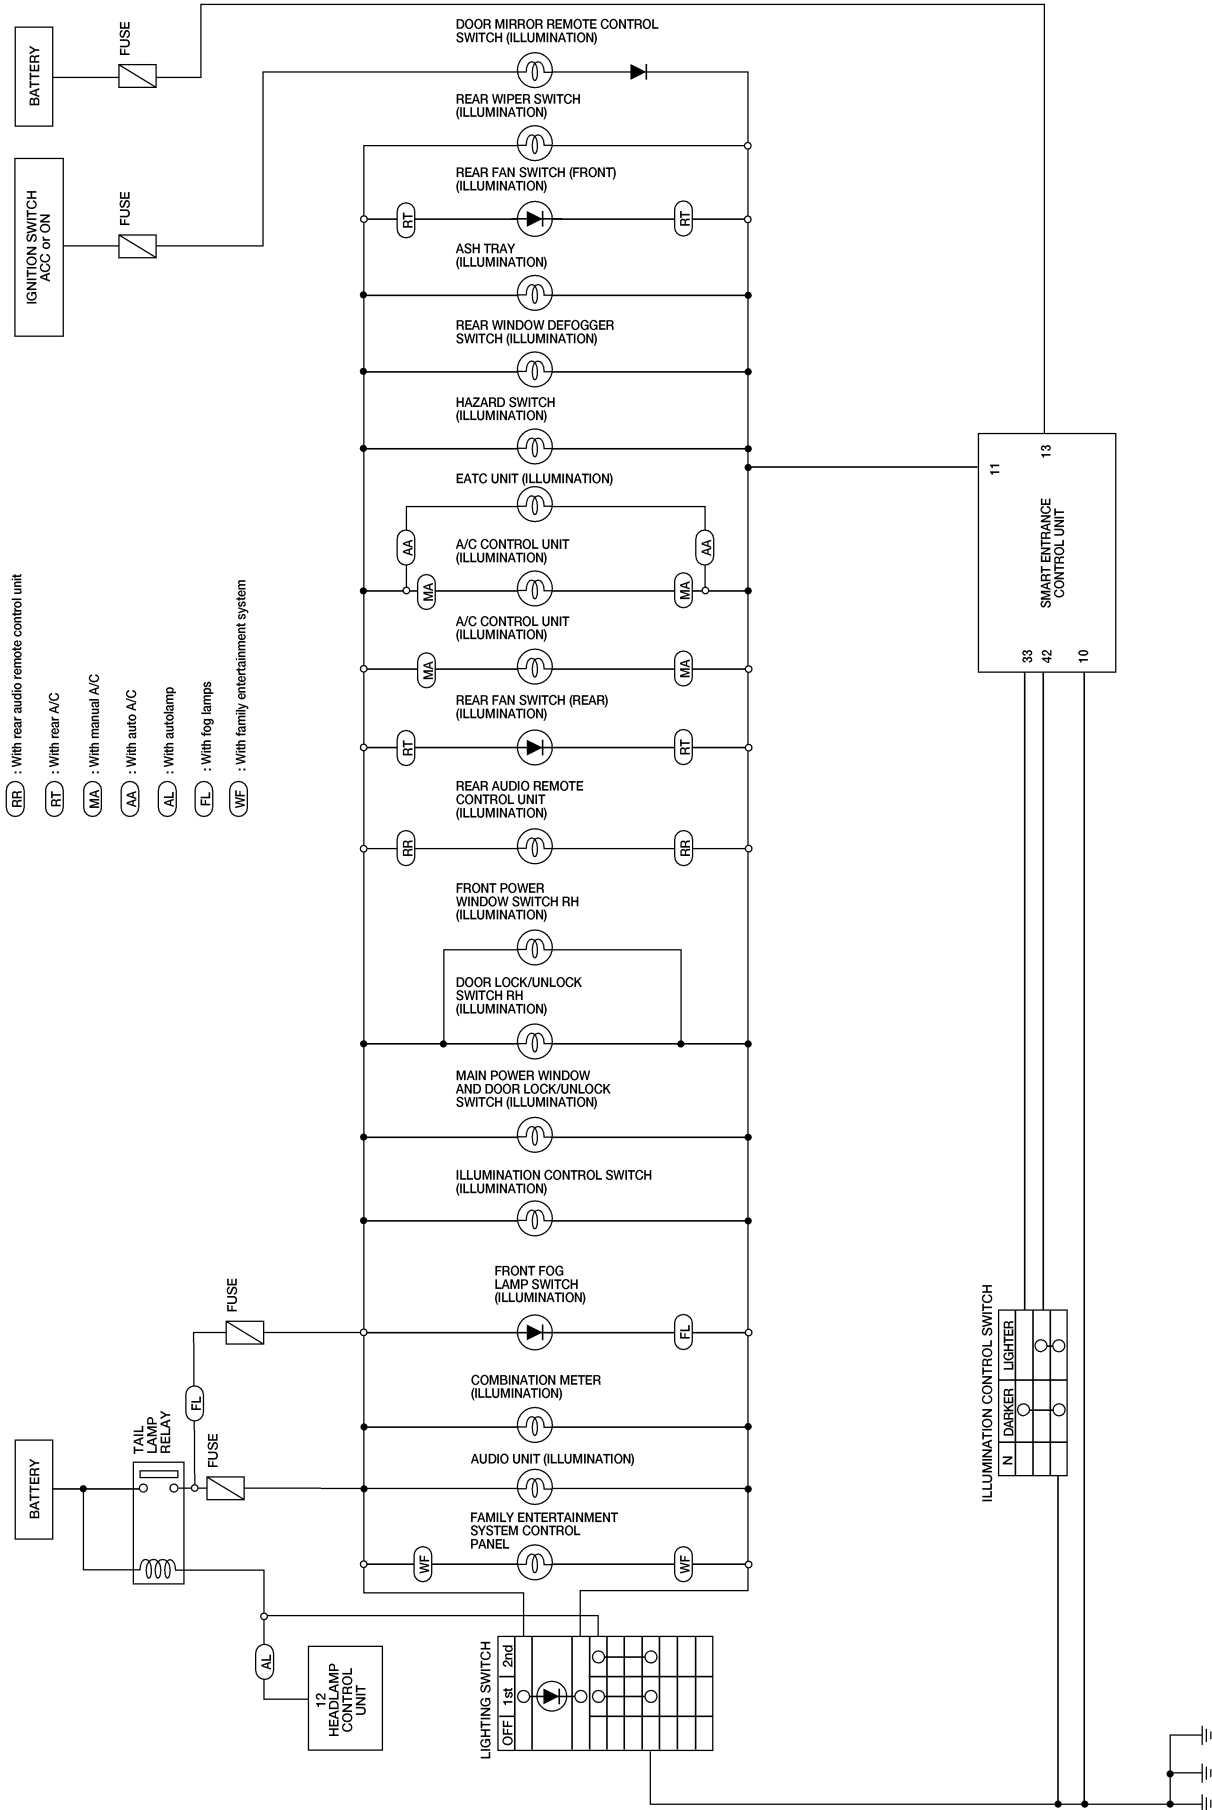 BATTERY
FUSE
DOOR MIRROR REMOTE CONTROL
SWITCH (ILLUMINATION)
REAR WIPER SWITCH
(ILLUMINATION)
IGNITION SWITCH
ACC or ON
FUSE
REAR FAN SWITCH (FRONT)
(ILLUMINATION)
RT
RT
ASH TRAY
(ILLUMINATION)
REAR WINDOW DEFOGGER
SWITCH (ILLUMINATION)
HAZARD SWITCH
(ILLUMINATION)
EATC UNIT (ILLUMINATION)
AA
AA
A/C CONTROL UNIT
(ILLUMINATION)
MA
MA
A/C CONTROL UNIT
(ILLUMINATION)
MA
MA
REAR FAN SWITCH (REAR)
(ILLUMINATION)
RT
RT
REAR AUDIO REMOTE
CONTROL UNIT
(ILLUMINATION)
RR
RR
11
13
SMART ENTRANCE
CONTROL UNIT
33
42
10
RR : With rear audio remote control unit
RT : With rear A/C
MA : With manual A/C
AA : With auto A/C
AL : With autolamp
FL : With fog lamps
WF : With family entertainment system
FRONT POWER
WINDOW SWITCH RH
(ILLUMINATION)
DOOR LOCK/UNLOCK
SWITCH RH
(ILLUMINATION)
MAIN POWER WINDOW
AND DOOR LOCK/UNLOCK
SWITCH (ILLUMINATION)
ILLUMINATION CONTROL SWITCH
(ILLUMINATION)
FUSE
FRONT FOG
LAMP SWITCH
(ILLUMINATION)
FL
FL
COMBINATION METER
(ILLUMINATION)
BATTERY
TAIL
LAMP
RELAY
FUSE
AUDIO UNIT (ILLUMINATION)
FAMILY ENTERTAINMENT
SYSTEM CONTROL
PANEL
WF
WF
ILLUMINATION CONTROL SWITCH
N DARKER LIGHTER
AL
12
HEADLAMP
CONTROL
UNIT
LIGHTING SWITCH
OFF 1st 2nd